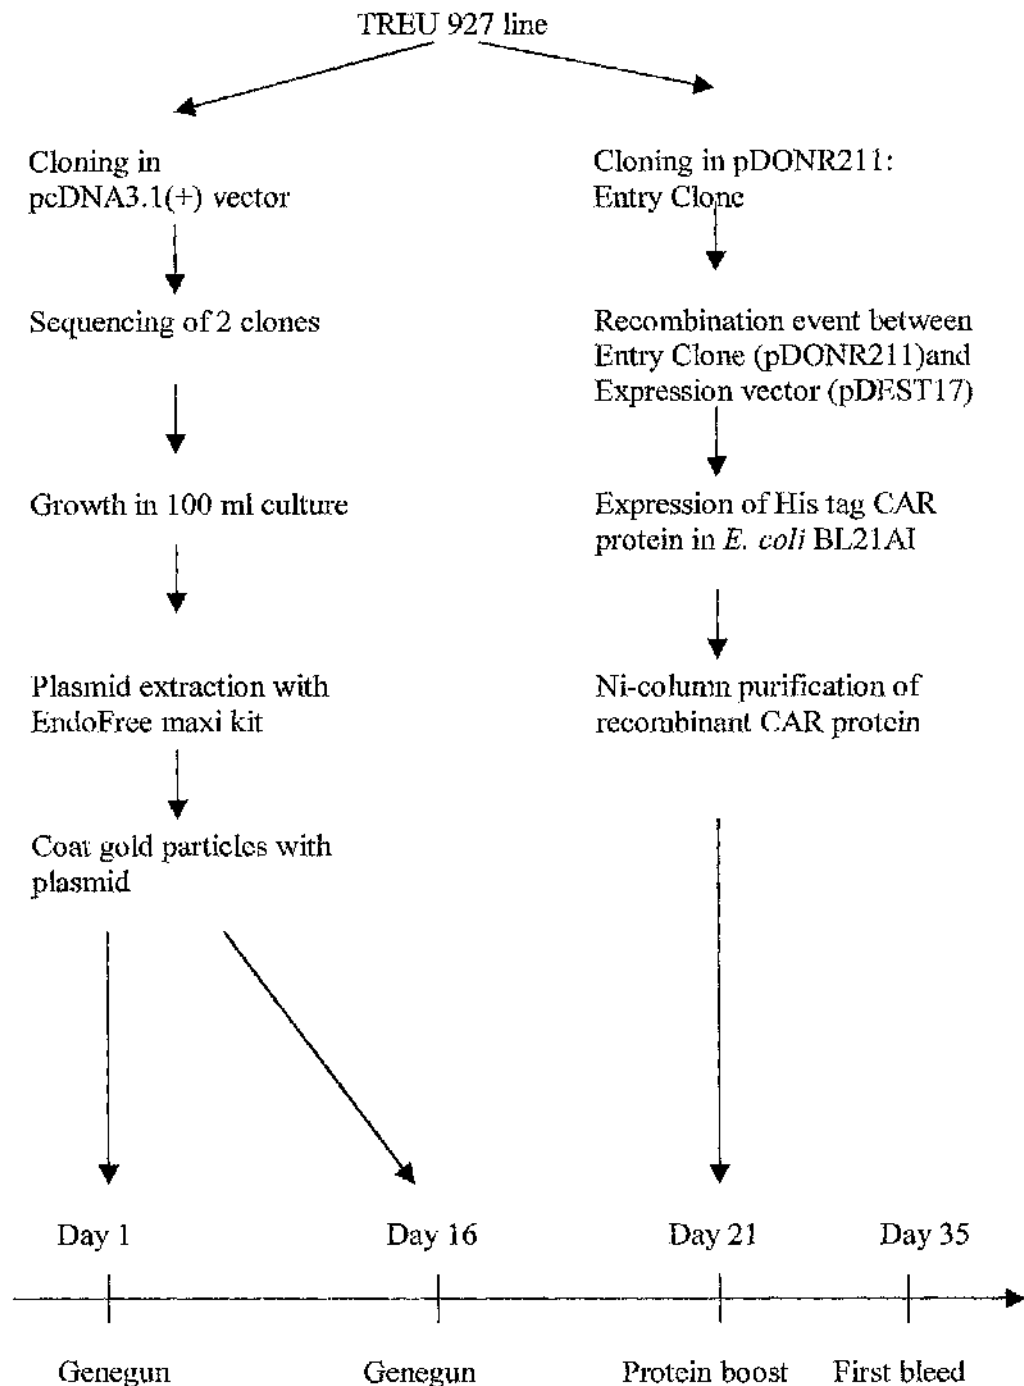 TREU 927 line
Cloning in
pcDNA3.1(+) vector
Sequencing of 2 clones
Growth in 100 ml culture
Plasmid extraction with
EndoFree maxi kit
Coat gold particles with
plasmid
Cloning in pDONR211:
Entry Clone
Recombination event between
Entry Clone (pDONR211)and
Expression vector (pDEST17)
Expression of His tag CAR
protein in E. coli BL21AI
Ni-column purification of
recombinant CAR protein
Day 1
Day 16
Day 21
Day 35
Genegun
Genegun
Protein boost
First bleed